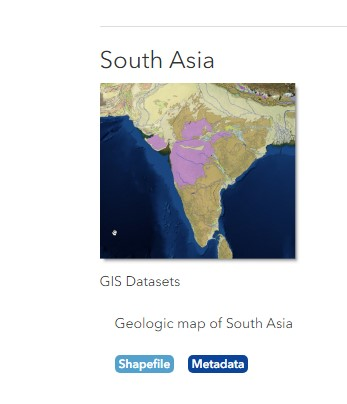 South Asia
GIS Datasets
Geologic map of South Asia
Shapefile Metadata